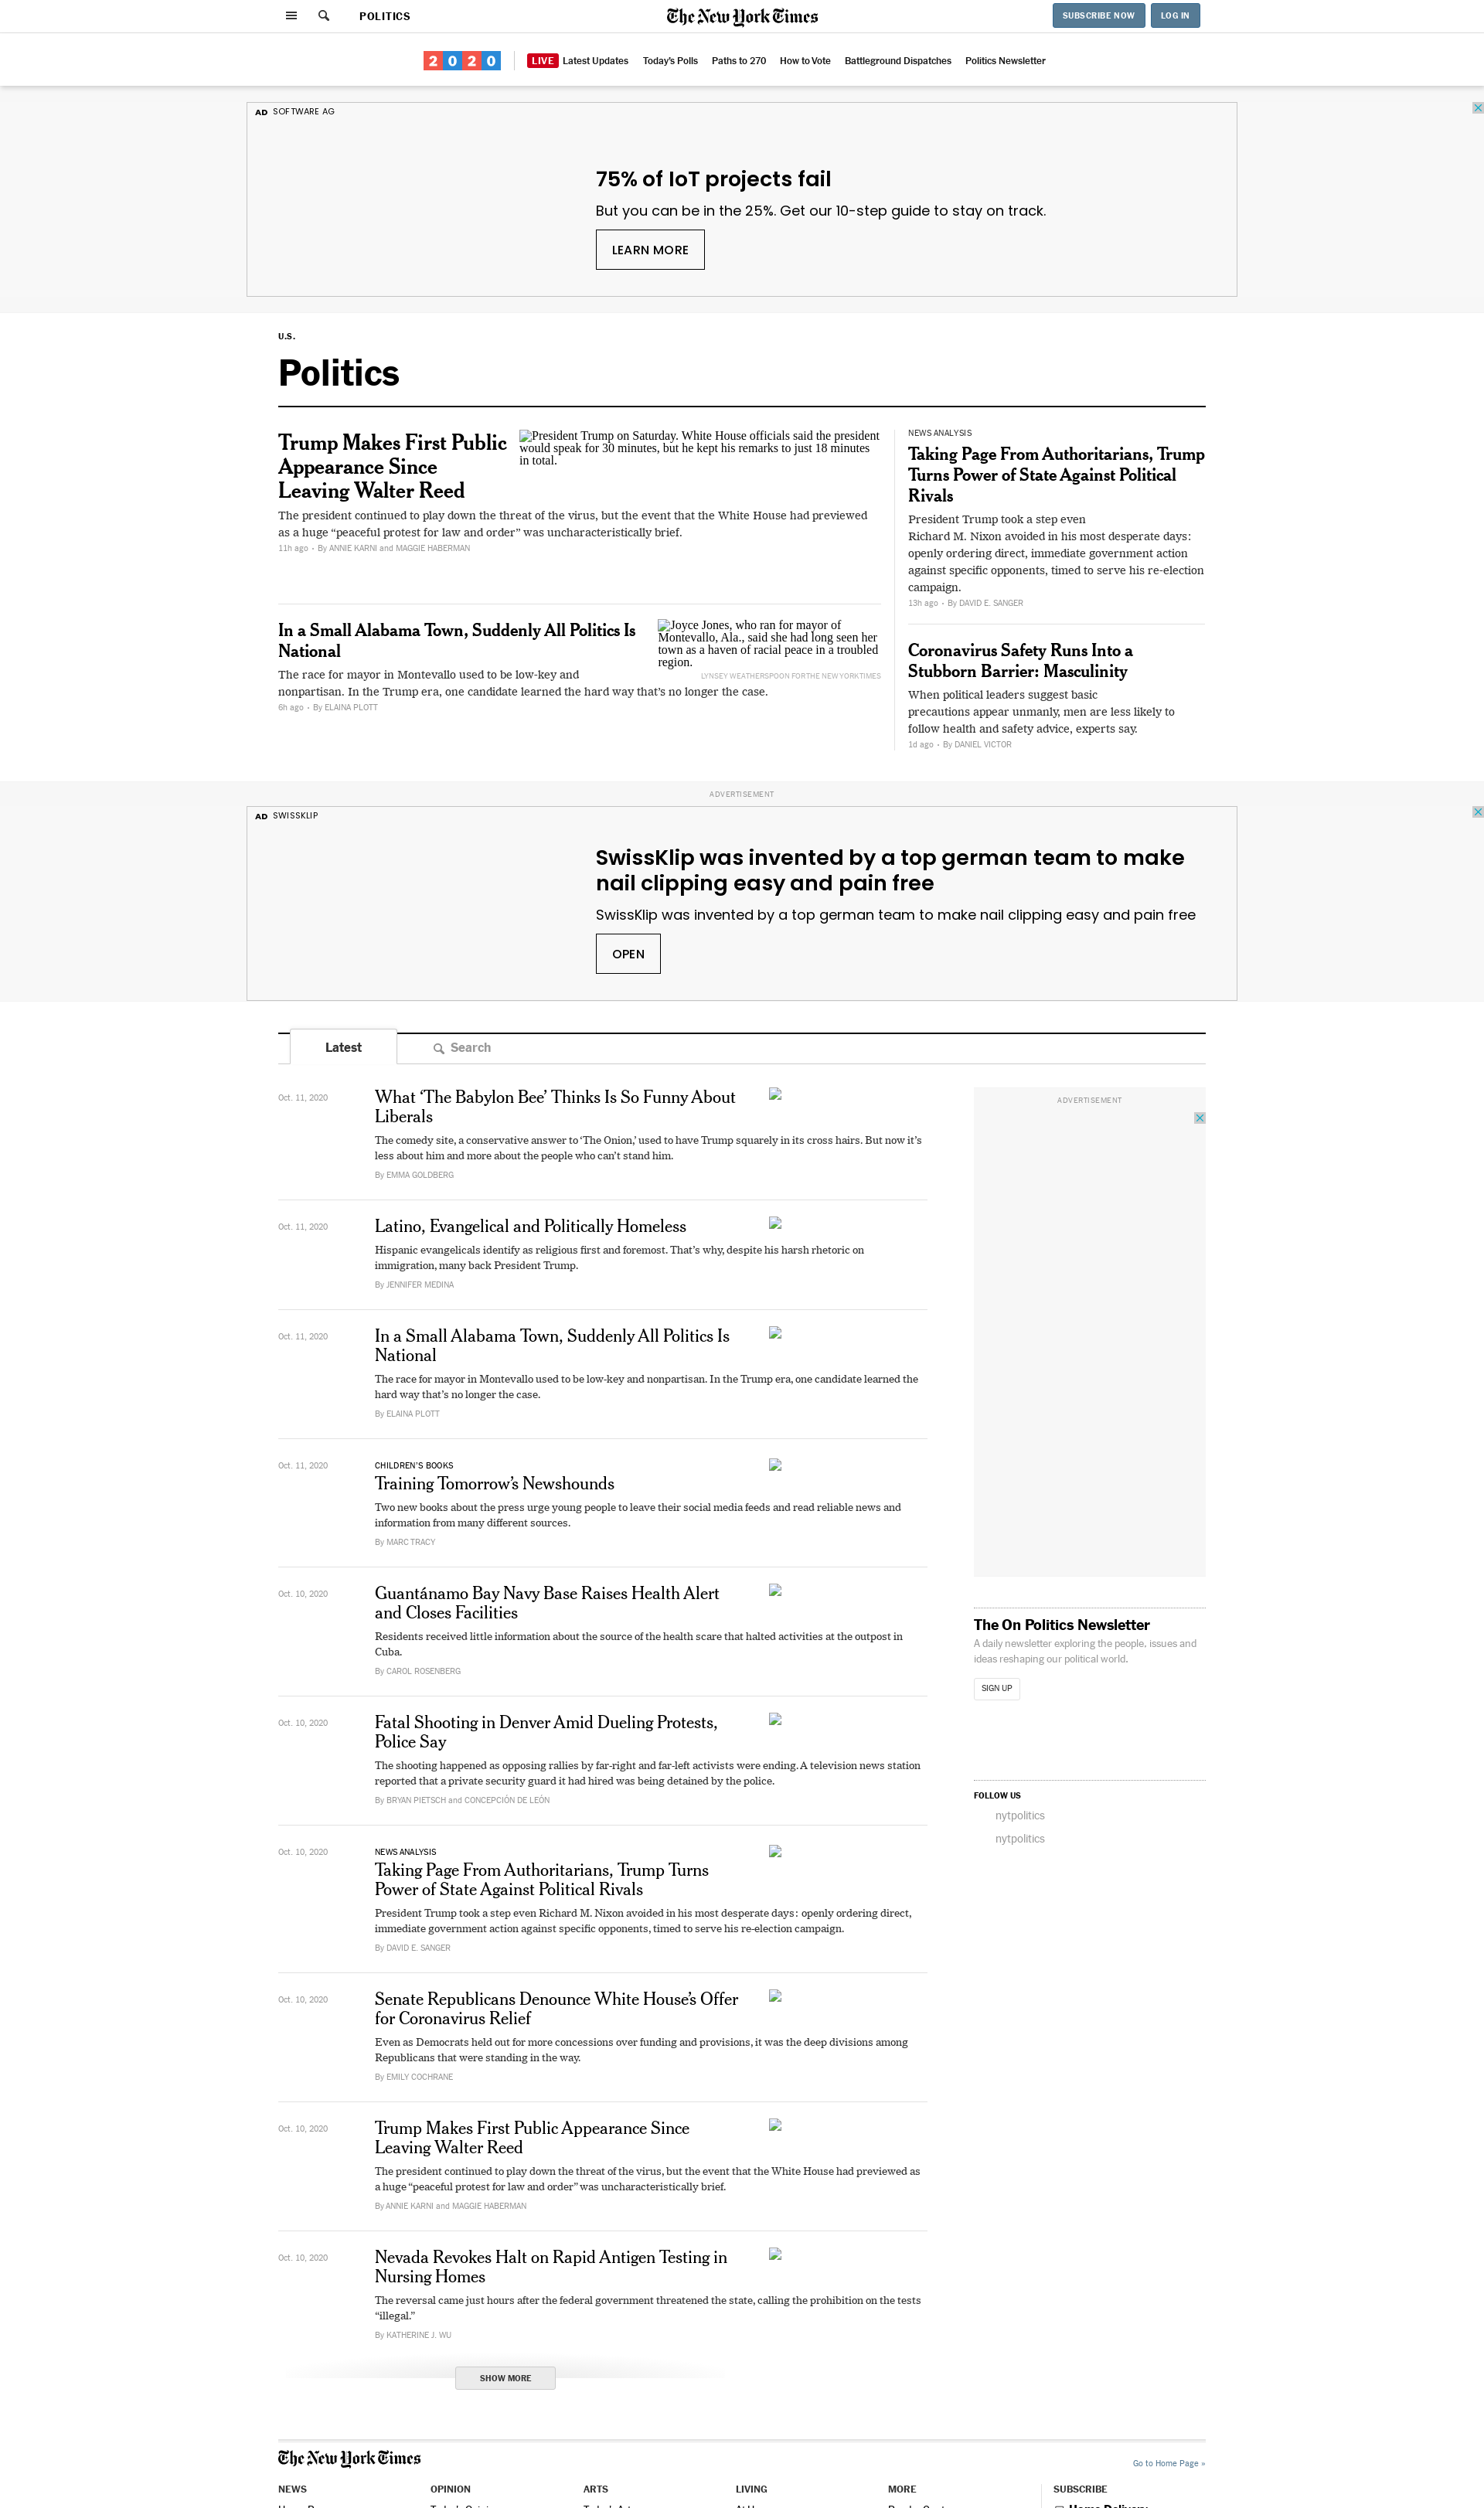 POLITICS
The New York Times
SUBSCRIBE NOW
LOG IN
2020
LIVE Latest Updates
Today's Polls
Paths to 270
How to Vote
Battleground Dispatches
Politics Newsletter
AD SOFTWARE AG
75% of IoT projects fail
But you can be in the 25%. Get our 10-step guide to stay on track.
LEARN MORE
U.S.
Politics
Trump Makes First Public
Appearance Since
Leaving Walter Reed
President Trump on Saturday. White House officials said the president
would speak for 30 minutes, but he kept his remarks to just 18 minutes
in total.
The president continued to play down the threat of the virus, but the event that the White House had previewed
as a huge “peaceful protest for law and order” was uncharacteristically brief.
11h ago • By ANNIE KARNI and MAGGIE HABERMAN
In a Small Alabama Town, Suddenly All Politics Is
National
Joyce Jones, who ran for mayor of
Montevallo, Ala., said she had long seen her
town as a haven of racial peace in a troubled
region.
LYNSEY WEATHERSPOON FOR THE NEW YORK TIMES
The race for mayor in Montevallo used to be low-key and
nonpartisan. In the Trump era, one candidate learned the hard way that’s no longer the case.
6h ago • By ELAINA PLOTT
NEWS ANALYSIS
Taking Page From Authoritarians, Trump
Turns Power of State Against Political
Rivals
President Trump took a step even
Richard M. Nixon avoided in his most desperate days:
openly ordering direct, immediate government action
against specific opponents, timed to serve his re-election
campaign.
13h ago • By DAVID E. SANGER
Coronavirus Safety Runs Into a
Stubborn Barrier: Masculinity
When political leaders suggest basic
precautions appear unmanly, men are less likely to
follow health and safety advice, experts say.
1d ago • By DANIEL VICTOR
ADVERTISEMENT
AD SWISSKLIP
SwissKlip was invented by a top german team to make
nail clipping easy and pain free
SwissKlip was invented by a top german team to make nail clipping easy and pain free
OPEN
Latest
Search
Oct. 11, 2020
What ‘The Babylon Bee’ Thinks Is So Funny About
Liberals
The comedy site, a conservative answer to ‘The Onion,’ used to have Trump squarely in its cross hairs. But now it’s
less about him and more about the people who can’t stand him.
By EMMA GOLDBERG
Oct. 11, 2020
Latino, Evangelical and Politically Homeless
Hispanic evangelicals identify as religious first and foremost. That’s why, despite his harsh rhetoric on
immigration, many back President Trump.
By JENNIFER MEDINA
Oct. 11, 2020
In a Small Alabama Town, Suddenly All Politics Is
National
The race for mayor in Montevallo used to be low-key and nonpartisan. In the Trump era, one candidate learned the
hard way that’s no longer the case.
By ELAINA PLOTT
Oct. 11, 2020
CHILDREN’S BOOKS
Training Tomorrow’s Newshounds
Two new books about the press urge young people to leave their social media feeds and read reliable news and
information from many different sources.
By MARC TRACY
Oct. 10, 2020
Guantánamo Bay Navy Base Raises Health Alert
and Closes Facilities
Residents received little information about the source of the health scare that halted activities at the outpost in
Cuba.
By CAROL ROSENBERG
Oct. 10, 2020
Fatal Shooting in Denver Amid Dueling Protests,
Police Say
The shooting happened as opposing rallies by far-right and far-left activists were ending. A television news station
reported that a private security guard it had hired was being detained by the police.
By BRYAN PIETSCH and CONCEPCIÓN DE LEÓN
Oct. 10, 2020
NEWS ANALYSIS
Taking Page From Authoritarians, Trump Turns
Power of State Against Political Rivals
President Trump took a step even Richard M. Nixon avoided in his most desperate days: openly ordering direct,
immediate government action against specific opponents, timed to serve his re-election campaign.
By DAVID E. SANGER
Oct. 10, 2020
Senate Republicans Denounce White House’s Offer
for Coronavirus Relief
Even as Democrats held out for more concessions over funding and provisions, it was the deep divisions among
Republicans that were standing in the way.
By EMILY COCHRANE
Oct. 10, 2020
Trump Makes First Public Appearance Since
Leaving Walter Reed
The president continued to play down the threat of the virus, but the event that the White House had previewed as
a huge “peaceful protest for law and order” was uncharacteristically brief.
By ANNIE KARNI and MAGGIE HABERMAN
Oct. 10, 2020
Nevada Revokes Halt on Rapid Antigen Testing in
Nursing Homes
The reversal came just hours after the federal government threatened the state, calling the prohibition on the tests
“illegal.”
By KATHERINE J. WU
SHOW MORE
ADVERTISEMENT
The On Politics Newsletter
A daily newsletter exploring the people, issues and
ideas reshaping our political world.
SIGN UP
FOLLOW US
nytpolitics
nytpolitics
The New York Times
Go to Home Page »
NEWS
OPINION
ARTS
LIVING
MORE
SUBSCRIBE